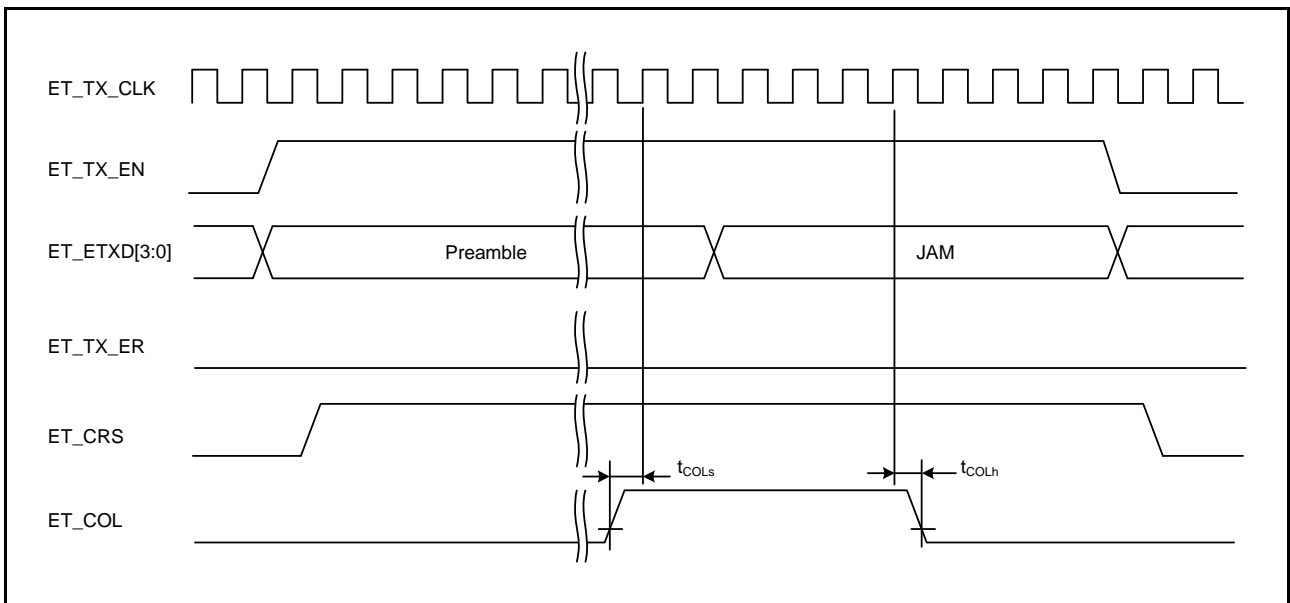 ET_TX_CLK
ET_TX_EN
ET_ETXD[3:0]
Preamble
JAM
ET_TX_ER
ET_CRS
tCOLs
tCOLh
ET_COL